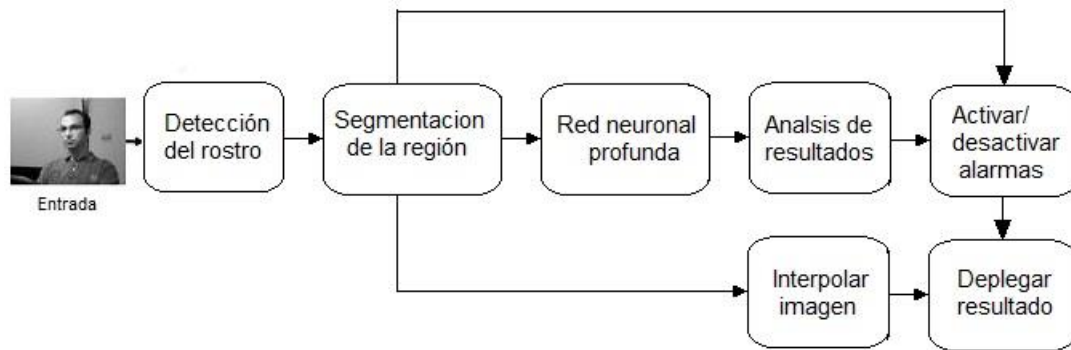 Entrada
Detección
del rostro
Segmentacion
de la región
Red neuronal
profunda
Analsis de
resultados
Activar/
desactivar
alarmas
Interpolar
imagen
Deplegar
resultado